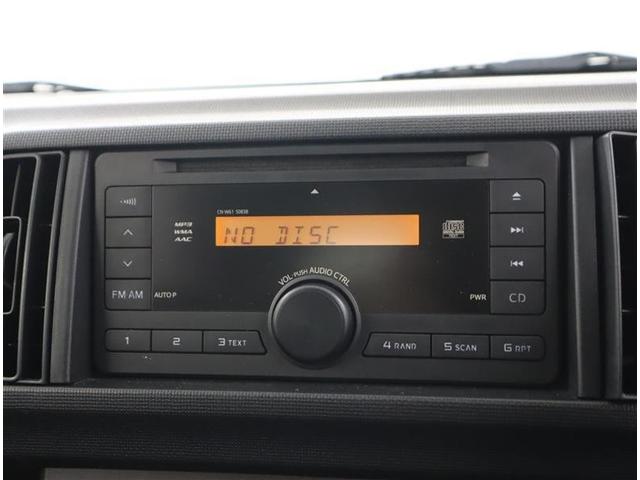 CN-W61 S0838
MP3
WMA
AAC
NO DISC
VOL-PUSH AUDIO CTRL
FM AM
AUTO P
PWR
CD
1
2
3 TEXT
4 RAND
5 SCAN
6 RPT